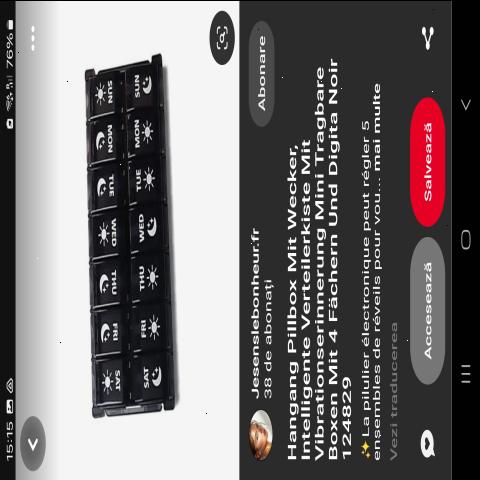 15:15
76%
SUN MON TUE WED THU FRI SAT
SUN MON TUE WED THU FRI SAT
Jesenslebonheur.fr
38 de abonați
Abonare
Hangang Pillbox Mit Wecker,
Intelligente Verteilerkiste Mit
Vibrationserinnerung Mini Tragbare
Boxen Mit 4 Fächern Und Digita Noir
124829
✨ La pilulier électronique peut régler 5
ensembles de réveils pour vou... mai multe
Vezi traducerea
Accesează
Salvează